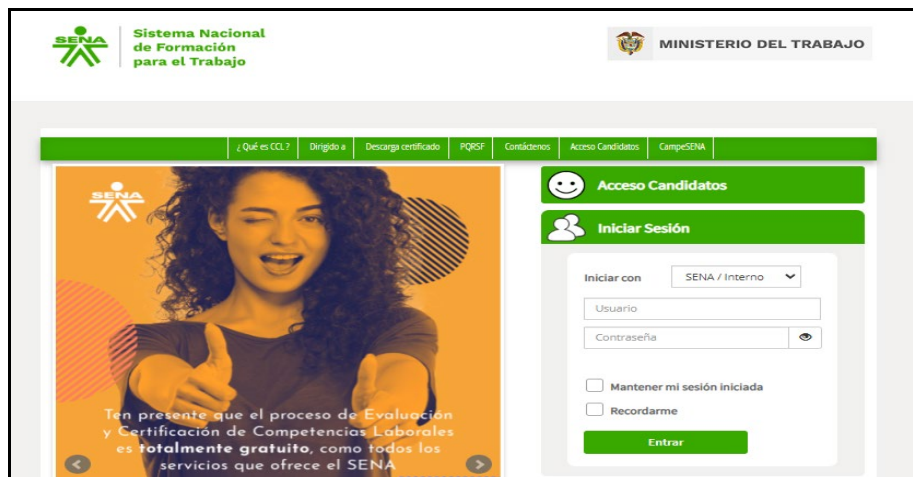 SENA
Sistema Nacional
de Formación
para el Trabajo
MINISTERIO DEL TRABAJO
¿Qué es CCL? Dirigido a Descarga certificado PQRSF Contáctenos Acceso Candidatos CampeSENA
SENA
Ten presente que el proceso de Evaluación
y Certificación de Competencias Laborales
es totalmente gratuito, como todos los
servicios que ofrece el SENA
Acceso Candidatos
Iniciar Sesión
Iniciar con SENA / Interno
Usuario
Contraseña
Mantener mi sesión iniciada
Recordarme
Entrar